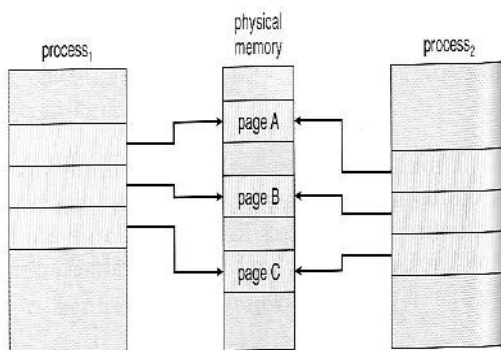 physical
memory
process₁
process₂
page A
page B
page C